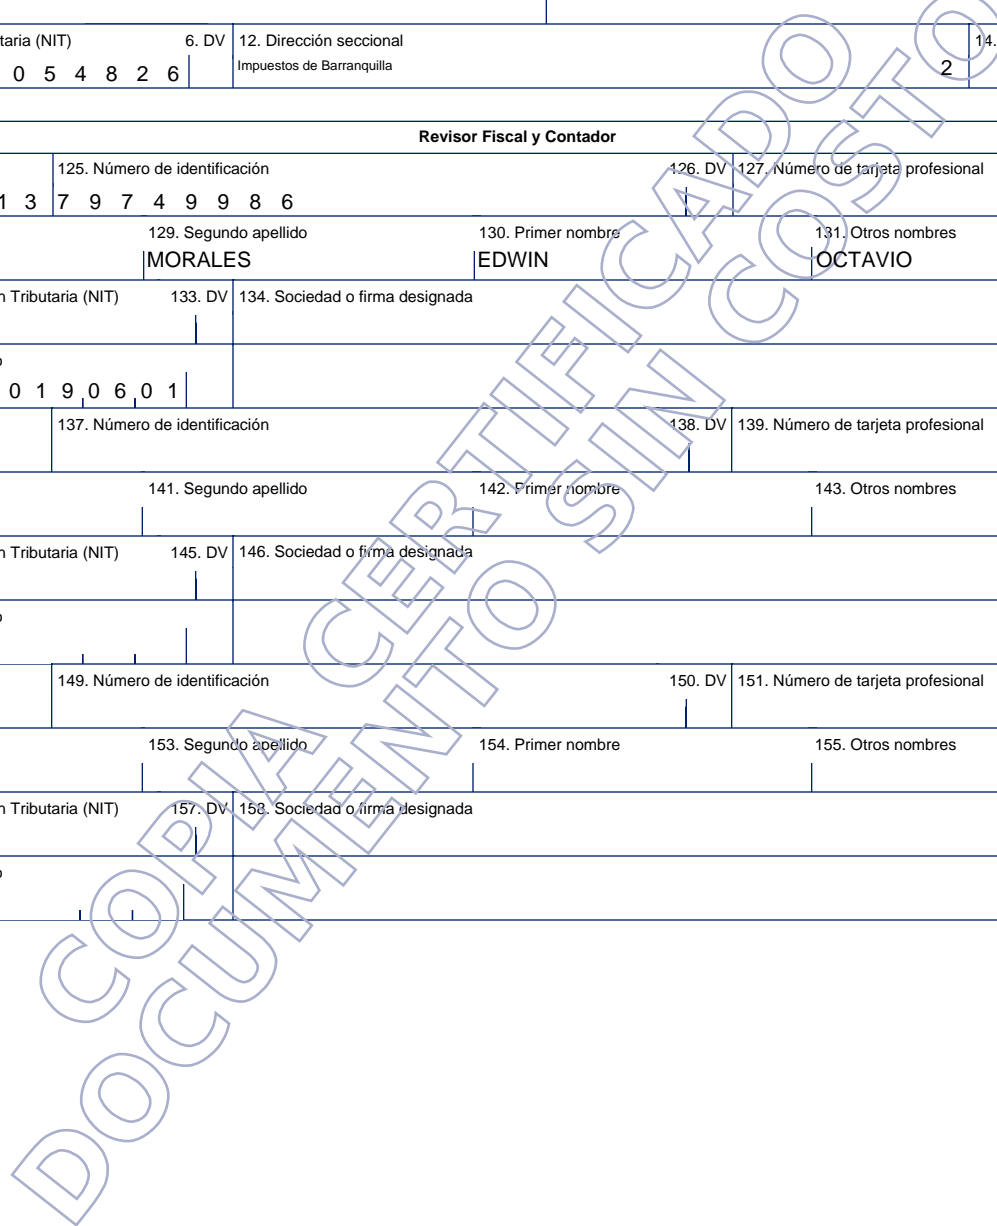 taria (NIT) 6. DV 12. Dirección seccional 14.
0 5 4 8 2 6 Impuestos de Barranquilla 2
Revisor Fiscal y Contador
125. Número de identificación 126. DV 127. Número de tarjeta profesional
1 3 7 9 7 4 9 9 8 6
129. Segundo apellido 130. Primer nombre 131. Otros nombres
MORALES EDWIN OCTAVIO
n Tributaria (NIT) 133. DV 134. Sociedad o firma designada
o
0 1 9 0 6 0 1
137. Número de identificación 138. DV 139. Número de tarjeta profesional
141. Segundo apellido 142. Primer nombre 143. Otros nombres
n Tributaria (NIT) 145. DV 146. Sociedad o firma designada
o
149. Número de identificación 150. DV 151. Número de tarjeta profesional
153. Segundo apellido 154. Primer nombre 155. Otros nombres
n Tributaria (NIT) 157. DV 158. Sociedad o firma designada
o
COPIA CERTIFICADO
DOCUMENTO SIN COSTO